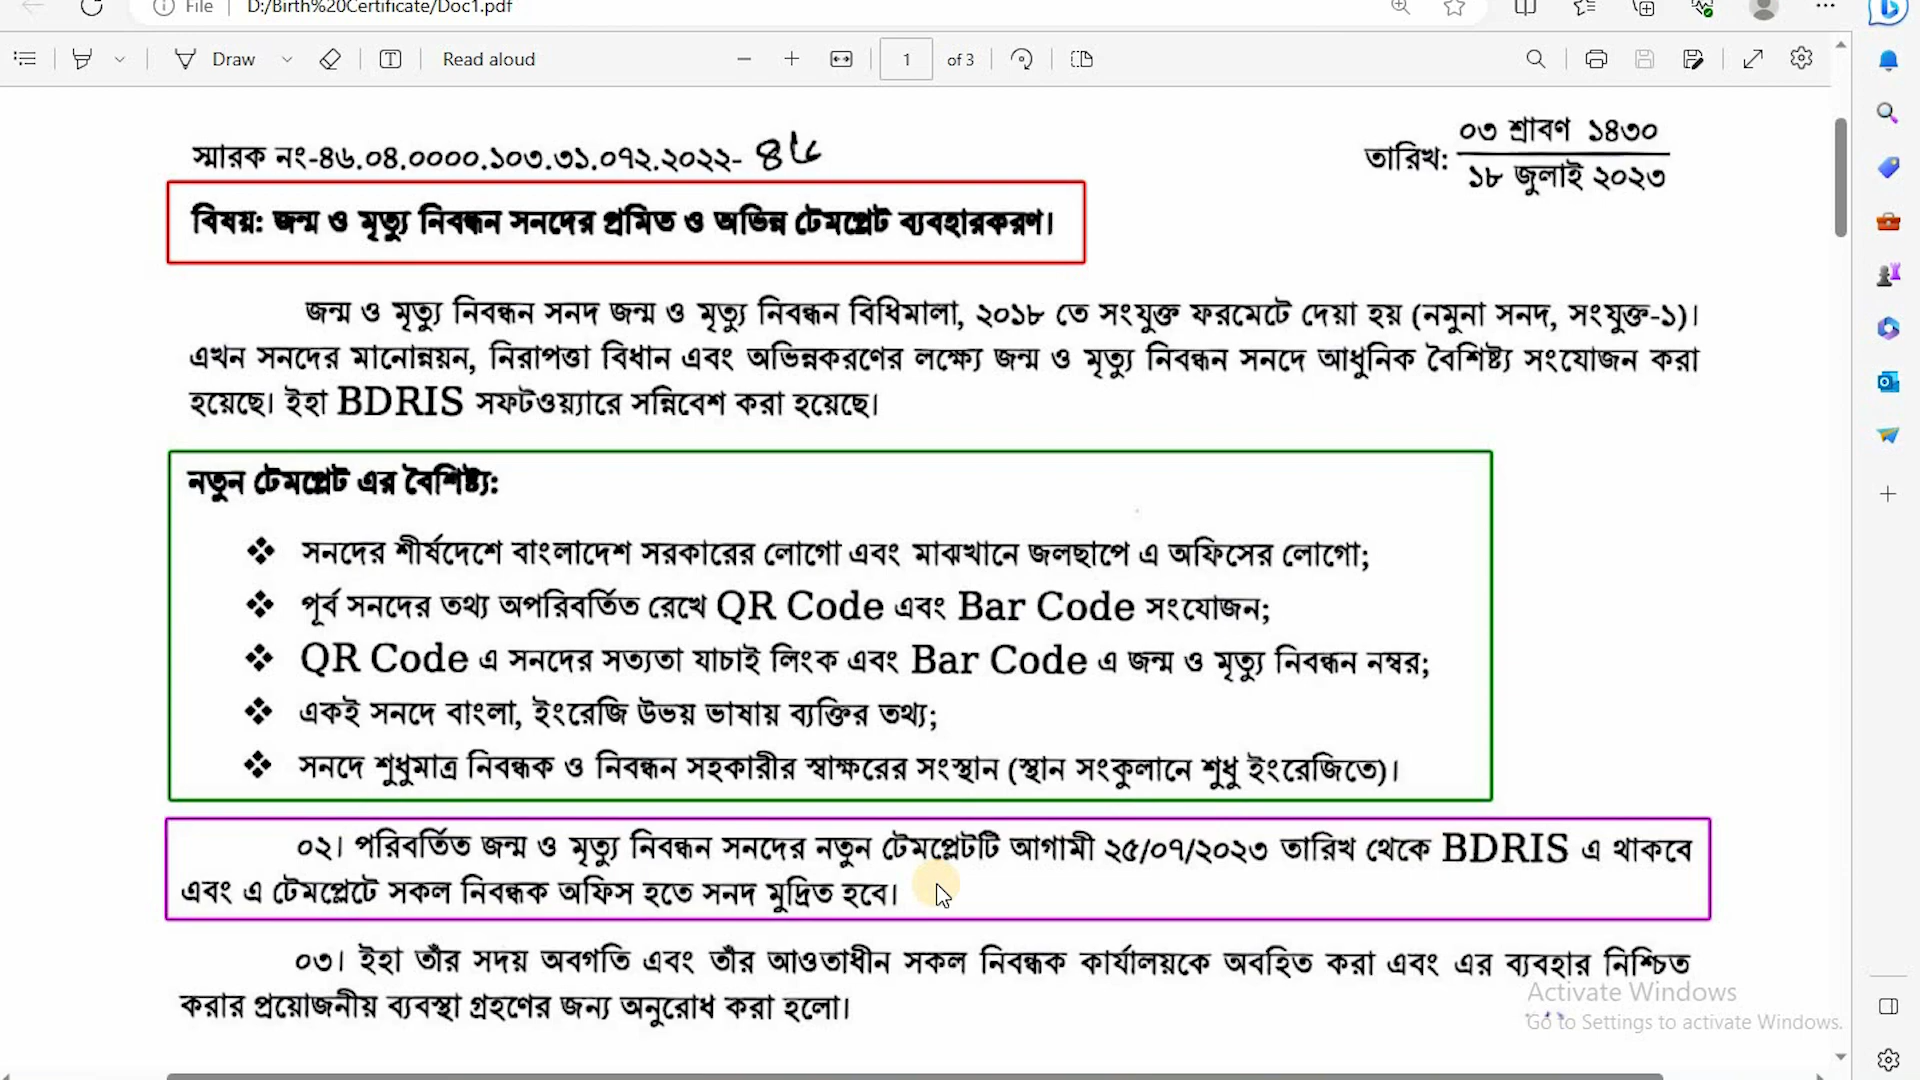 File
D:/Birth%20Certificate/Doc1.pdf
Draw
Read aloud
1 of 3
স্মারক নং-৪৬.০৪.০০০০.১০৩.৩১.০৭২.২০২২-
তারিখ: ০৩ শ্রাবণ ১৪৩০
১৮ জুলাই ২০২৩
বিষয়: জন্ম ও মৃত্যু নিবন্ধন সনদের প্রমিত ও অভিন্ন টেমপ্লেট ব্যবহারকরণ।
জন্ম ও মৃত্যু নিবন্ধন সনদ জন্ম ও মৃত্যু নিবন্ধন বিধিমালা, ২০১৮ তে সংযুক্ত ফরমেটে দেয়া হয় (নমুনা সনদ, সংযুক্ত-১)।
এখন সনদের মানোন্নয়ন, নিরাপত্তা বিধান এবং অভিন্নকরণের লক্ষ্যে জন্ম ও মৃত্যু নিবন্ধন সনদে আধুনিক বৈশিষ্ট্য সংযোজন করা
হয়েছে। ইহা BDRIS সফটওয়্যারে সন্নিবেশ করা হয়েছে।
নতুন টেমপ্লেট এর বৈশিষ্ট্য:
❖ সনদের শীর্ষদেশে বাংলাদেশ সরকারের লোগো এবং মাঝখানে জলছাপে এ অফিসের লোগো;
❖ পূর্ব সনদের তথ্য অপরিবর্তিত রেখে QR Code এবং Bar Code সংযোজন;
❖ QR Code এ সনদের সত্যতা যাচাই লিংক এবং Bar Code এ জন্ম ও মৃত্যু নিবন্ধন নম্বর;
❖ একই সনদে বাংলা, ইংরেজি উভয় ভাষায় ব্যক্তির তথ্য;
❖ সনদে শুধুমাত্র নিবন্ধক ও নিবন্ধন সহকারীর স্বাক্ষরের সংস্থান (স্থান সংকুলানে শুধু ইংরেজিতে)।
০২। পরিবর্তিত জন্ম ও মৃত্যু নিবন্ধন সনদের নতুন টেমপ্লেটটি আগামী ২৫/০৭/২০২৩ তারিখ থেকে BDRIS এ থাকবে
এবং এ টেমপ্লেটে সকল নিবন্ধক অফিস হতে সনদ মুদ্রিত হবে।
০৩। ইহা তাঁর সদয় অবগতি এবং তাঁর আওতাধীন সকল নিবন্ধক কার্যালয়কে অবহিত করা এবং এর ব্যবহার নিশ্চিত
করার প্রয়োজনীয় ব্যবস্থা গ্রহণের জন্য অনুরোধ করা হলো।
Activate Windows
Go to Settings to activate Windows.